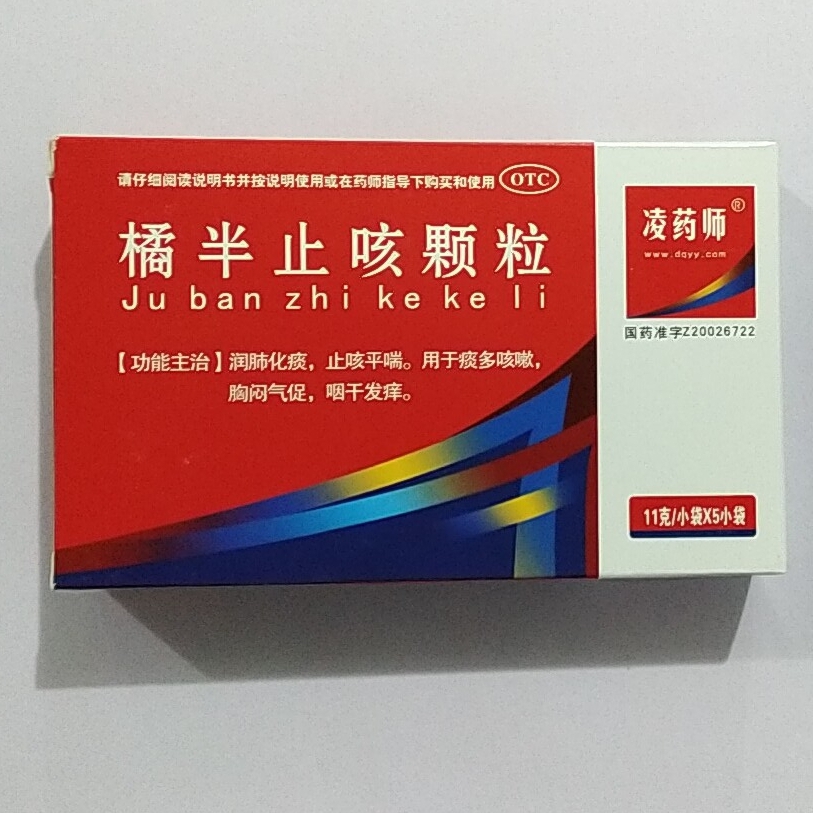 请仔细阅读说明书并按说明使用或在药师指导下购买和使用 OTC
橘半止咳颗粒
Ju ban zhi ke ke li
【功能主治】润肺化痰，止咳平喘。用于痰多咳嗽，
胸闷气促，咽干发痒。
凌药师®
www.dqyy.com
国药准字Z20026722
11克/小袋X5小袋